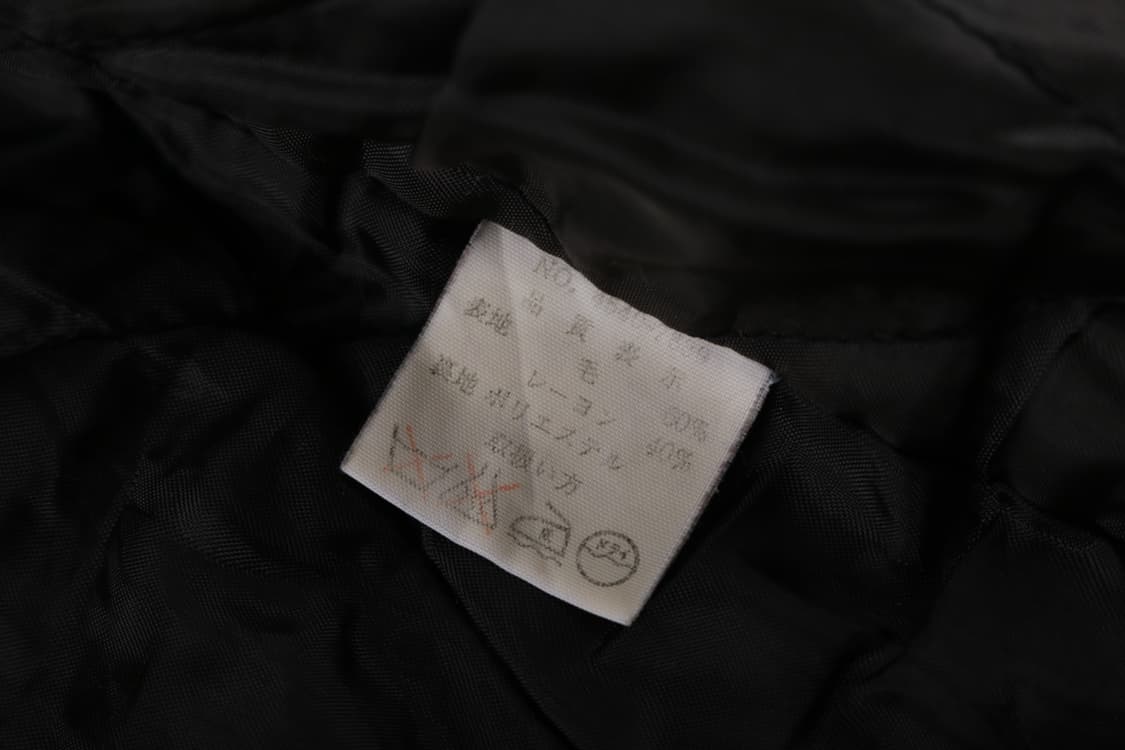 NO.
品質表示
表地 毛 60%
レーヨン 40%
裏地 ポリエステル
取扱い方